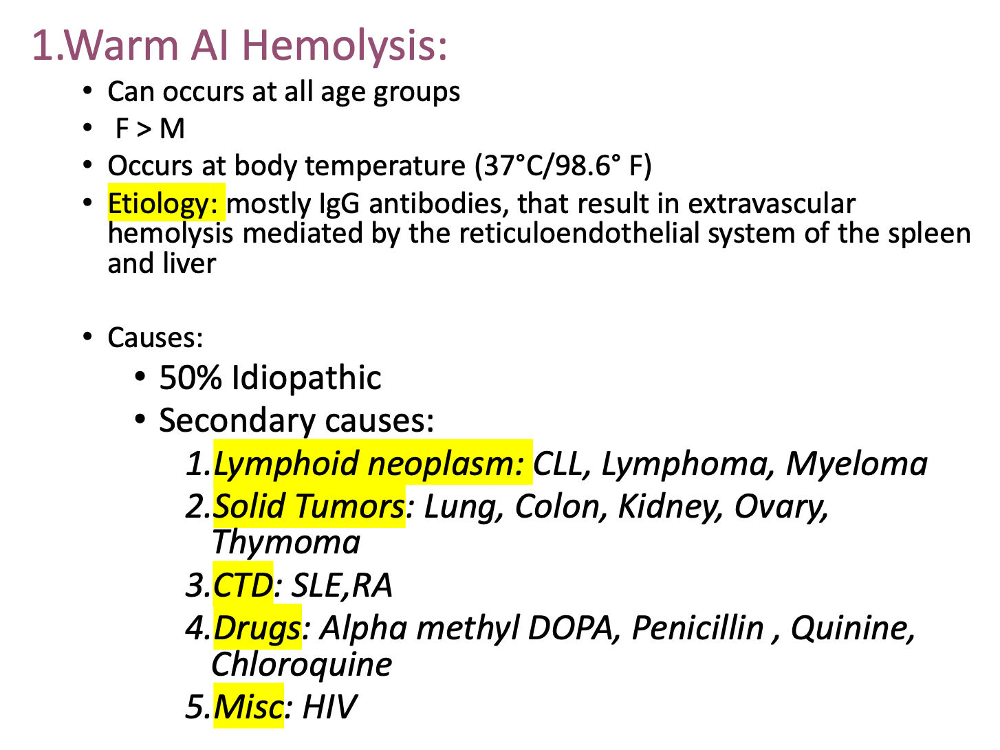 1.Warm AI Hemolysis:
• Can occurs at all age groups
• F > M
• Occurs at body temperature (37°C/98.6° F)
• Etiology: mostly IgG antibodies, that result in extravascular
hemolysis mediated by the reticuloendothelial system of the spleen
and liver
• Causes:
• 50% Idiopathic
• Secondary causes:
1.Lymphoid neoplasm: CLL, Lymphoma, Myeloma
2.Solid Tumors: Lung, Colon, Kidney, Ovary,
Thymoma
3.CTD: SLE,RA
4.Drugs: Alpha methyl DOPA, Penicillin , Quinine,
Chloroquine
5.Misc: HIV